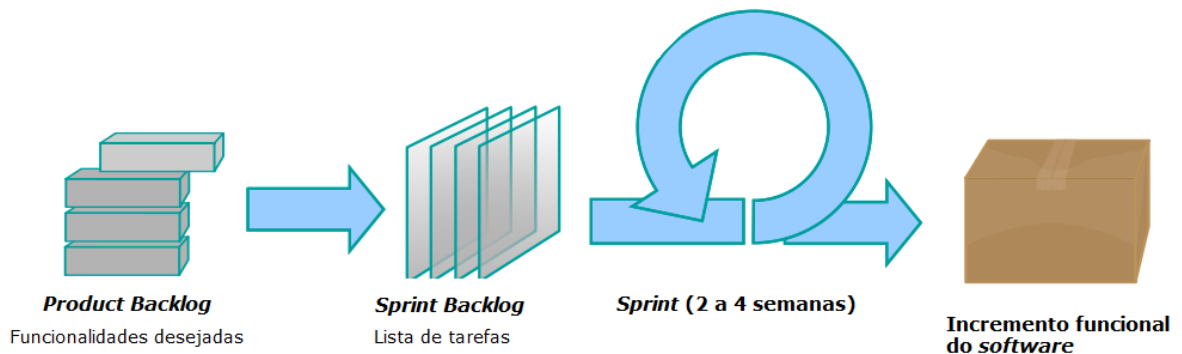 Product Backlog
Funcionalidades desejadas
Sprint Backlog
Lista de tarefas
Sprint (2 a 4 semanas)
Incremento funcional
do software